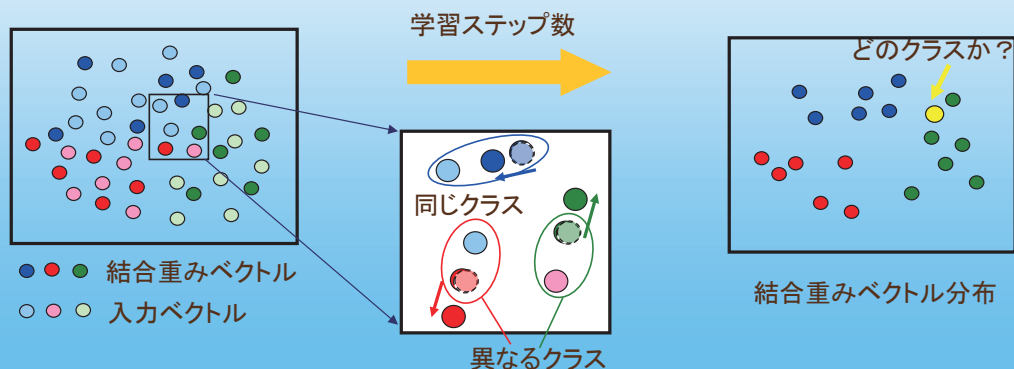 学習ステップ数
どのクラスか？
同じクラス
結合重みベクトル
入力ベクトル
異なるクラス
結合重みベクトル分布